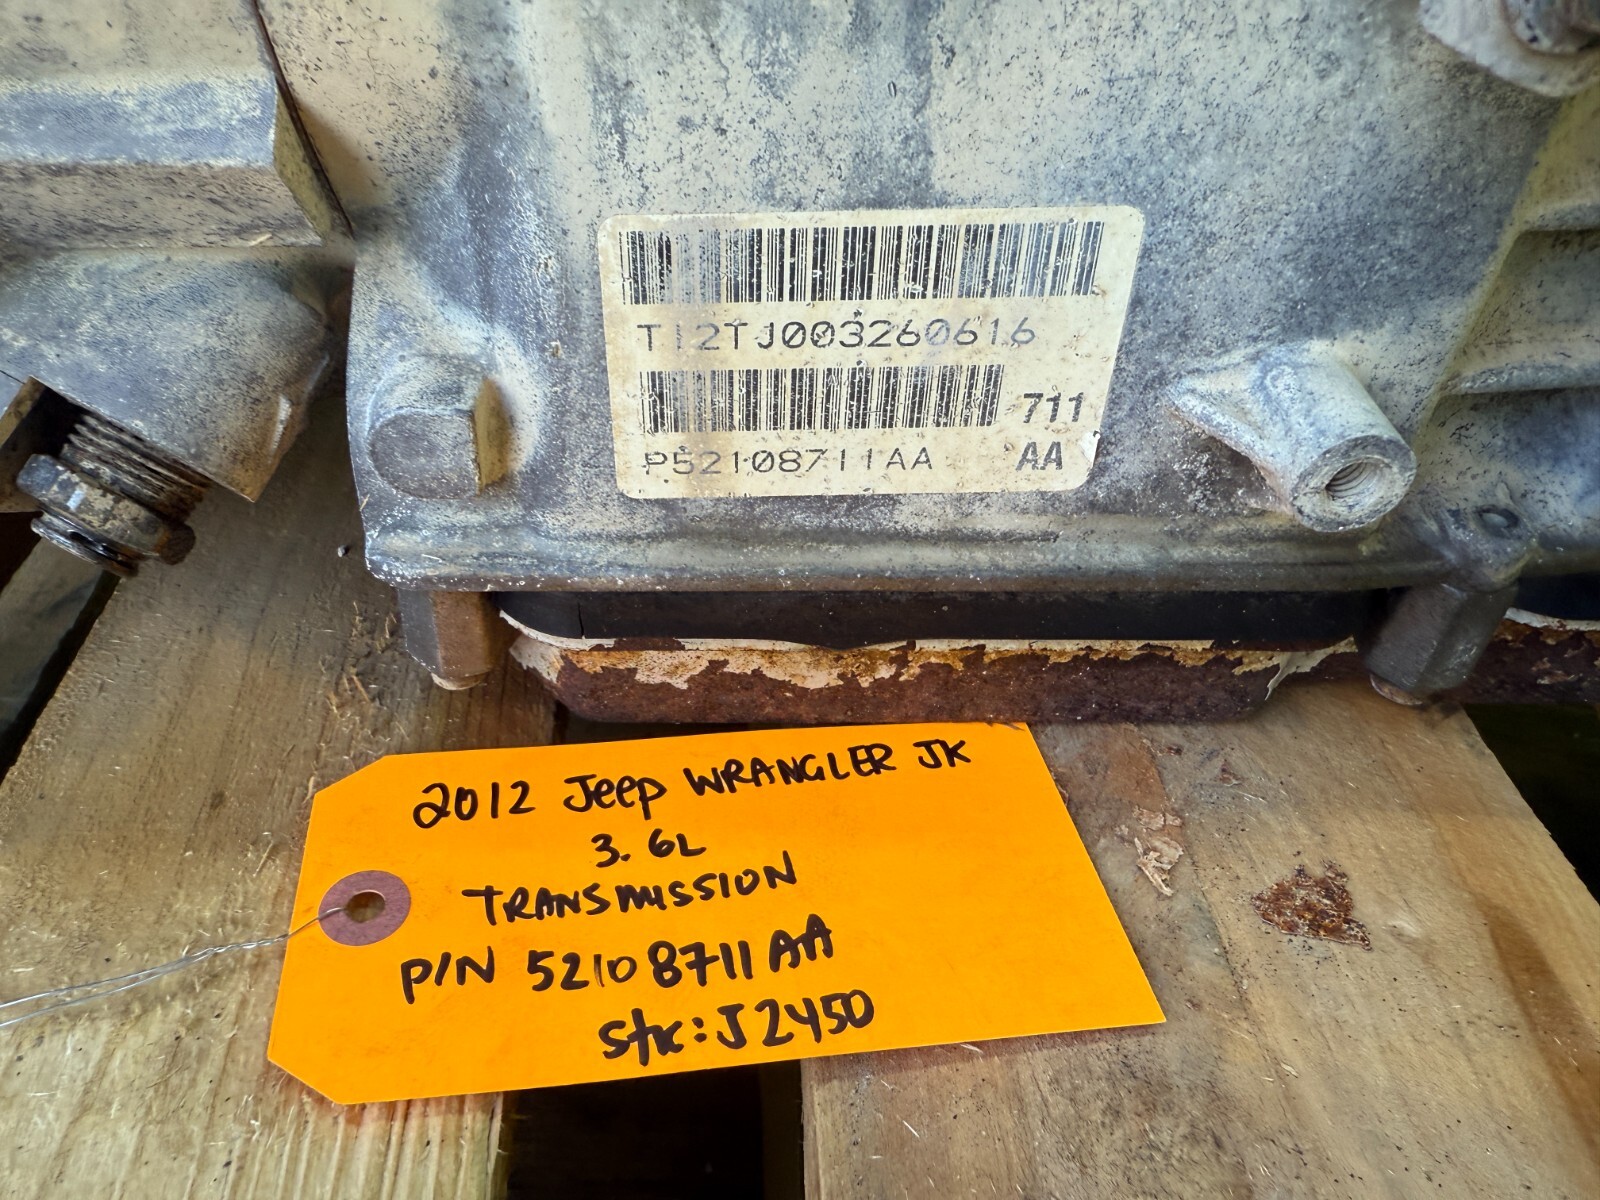 T12TJ003260616
711
P52108711AA AA
2012 Jeep WRANGLER JK
3.6L
TRANSMISSION
P/N 52108711AA
Stk: J2450